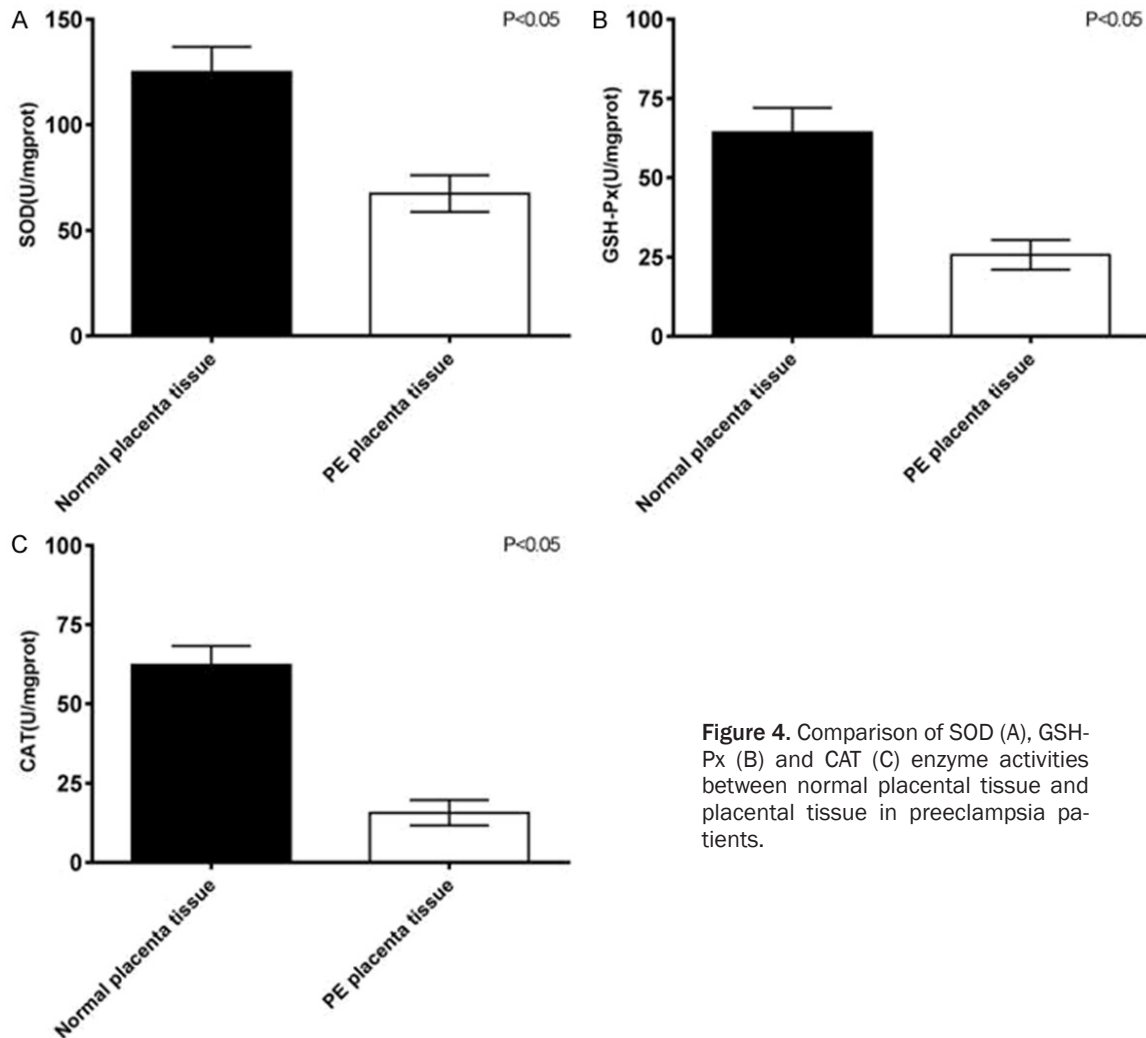 A
P<0.05
150
100
50
0
SOD(U/mgprot)
Normal placenta tissue
PE placenta tissue
B
P<0.05
100
75
50
25
0
GSH-Px(U/mgprot)
Normal placenta tissue
PE placenta tissue
C
P<0.05
100
75
50
25
0
CAT(U/mgprot)
Normal placenta tissue
PE placenta tissue
Figure 4. Comparison of SOD (A), GSH-
Px (B) and CAT (C) enzyme activities
between normal placental tissue and
placental tissue in preeclampsia pa-
tients.